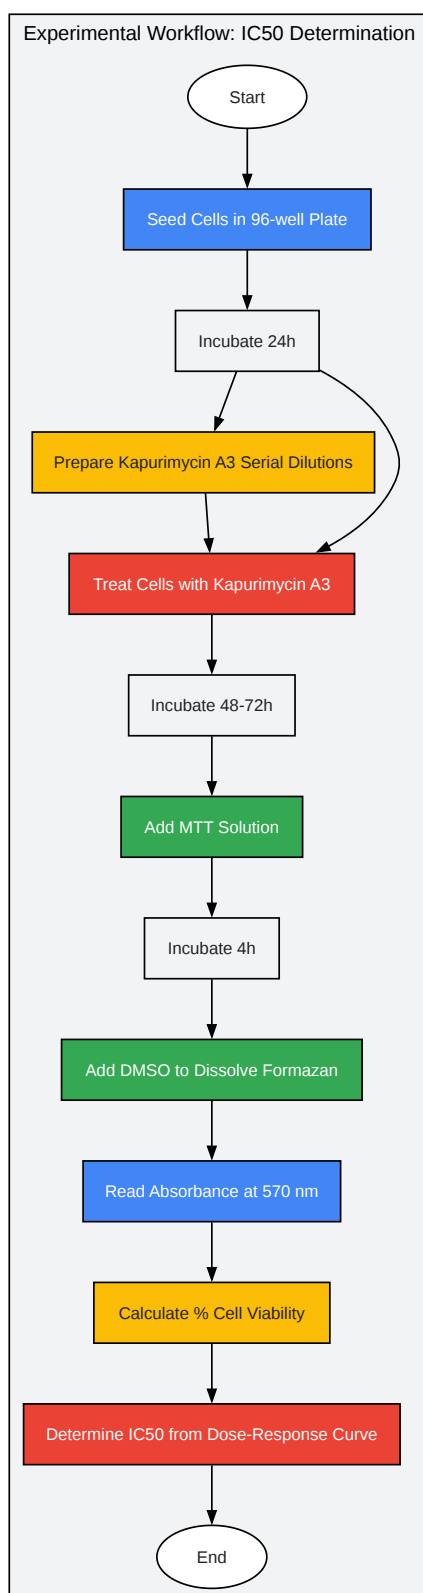 Experimental Workflow: IC50 Determination
Start
Seed Cells in 96-well Plate
Incubate 24h
Prepare Kapurimycin A3 Serial Dilutions
Treat Cells with Kapurimycin A3
Incubate 48-72h
Add MTT Solution
Incubate 4h
Add DMSO to Dissolve Formazan
Read Absorbance at 570 nm
Calculate % Cell Viability
Determine IC50 from Dose-Response Curve
End